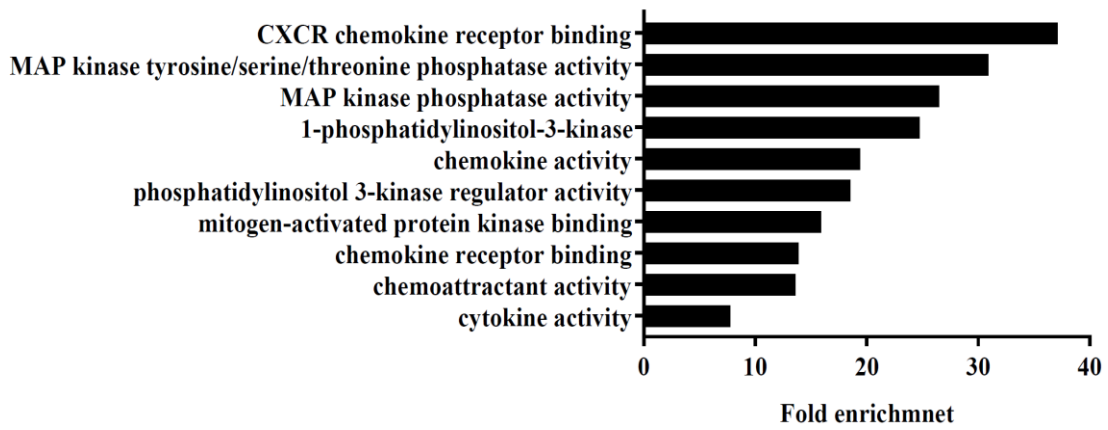 CXCR chemokine receptor binding
MAP kinase tyrosine/serine/threonine phosphatase activity
MAP kinase phosphatase activity
1-phosphatidylinositol-3-kinase
chemokine activity
phosphatidylinositol 3-kinase regulator activity
mitogen-activated protein kinase binding
chemokine receptor binding
chemoattractant activity
cytokine activity
0 10 20 30 40
Fold enrichmnet